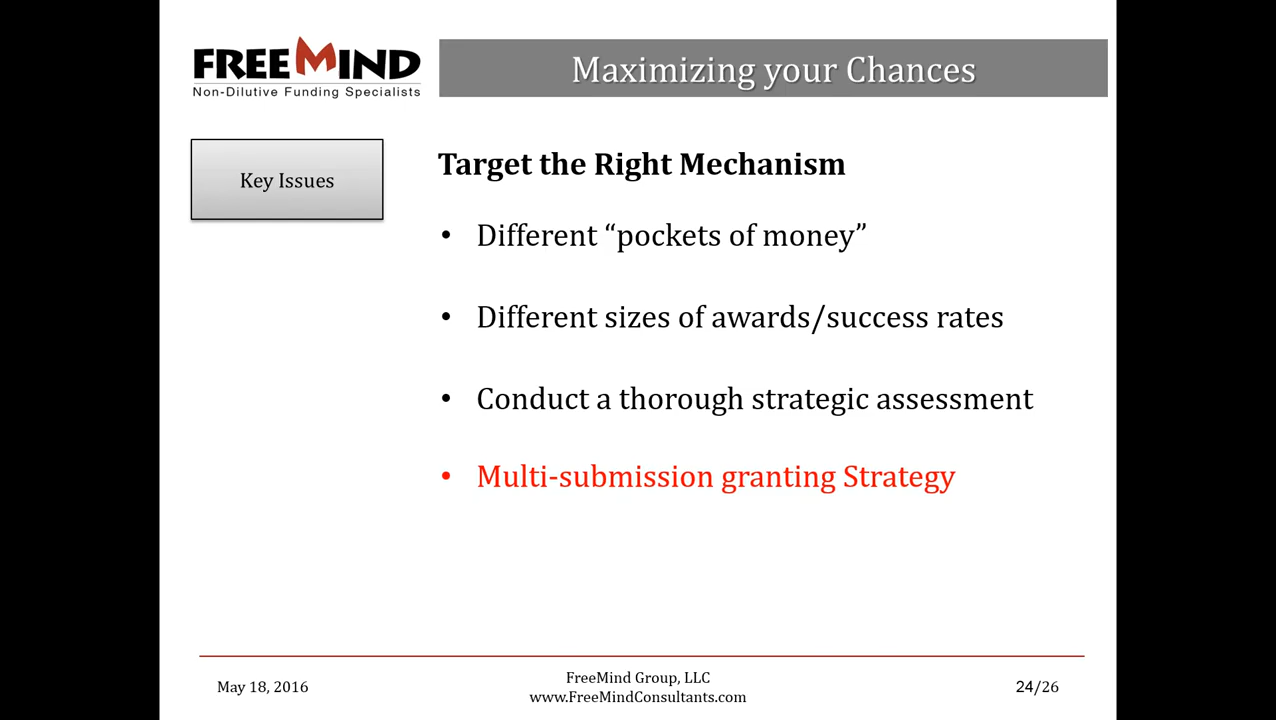 FREEMIND
Non-Dilutive Funding Specialists
Maximizing your Chances
Key Issues
Target the Right Mechanism
• Different “pockets of money”
• Different sizes of awards/success rates
• Conduct a thorough strategic assessment
• Multi-submission granting Strategy
May 18, 2016
FreeMind Group, LLC
www.FreeMindConsultants.com
24/26